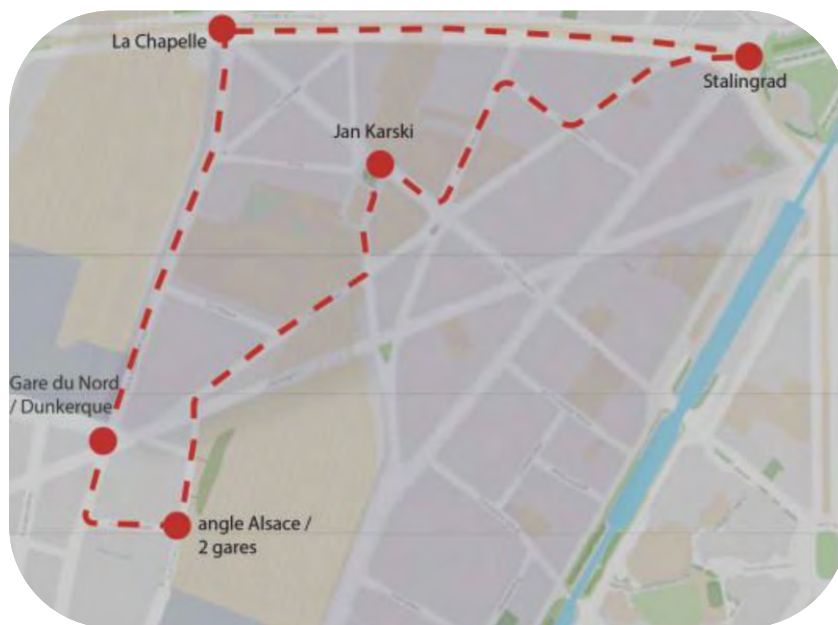 La Chapelle
Stalingrad
Jan Karski
Gare du Nord
/ Dunkerque
angle Alsace /
2 gares